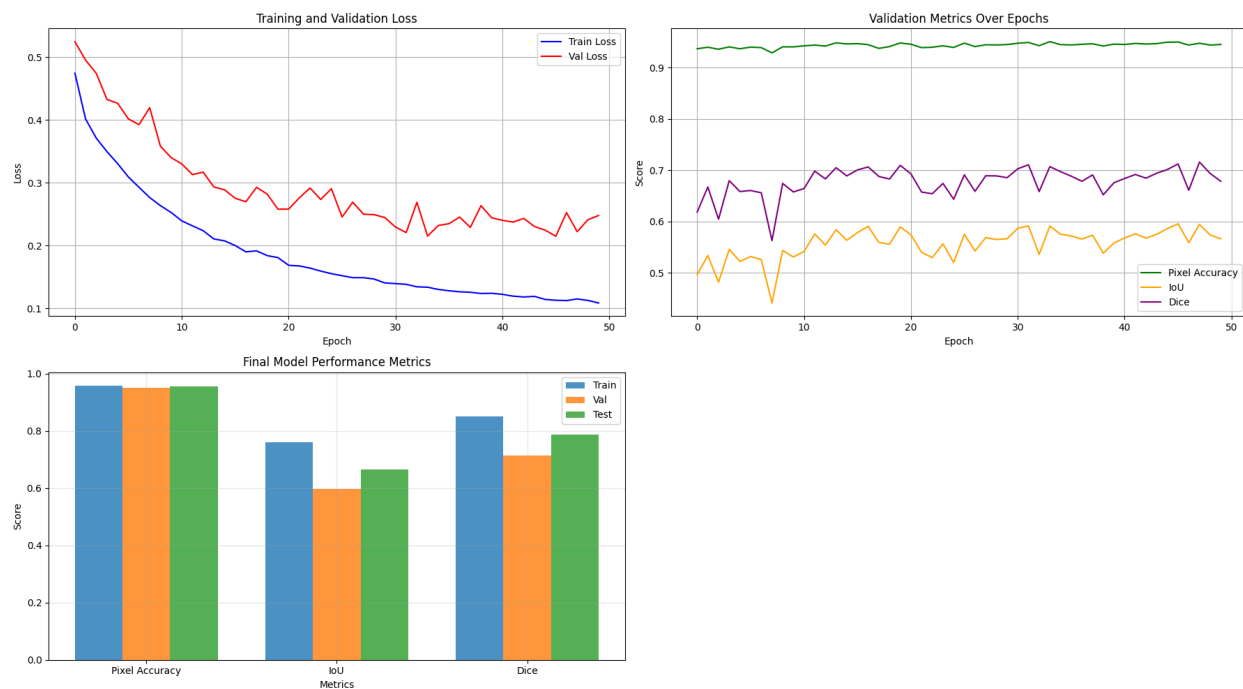 Training and Validation Loss
Train Loss
Val Loss
0.5
0.4
0.3
0.2
0.1
Loss
0 10 20 30 40 50
Epoch
Validation Metrics Over Epochs
0.9
0.8
0.7
0.6
0.5
Score
Pixel Accuracy
IoU
Dice
0 10 20 30 40 50
Epoch
Final Model Performance Metrics
Train
Val
Test
1.0
0.8
0.6
0.4
0.2
0.0
Score
Pixel Accuracy IoU Dice
Metrics